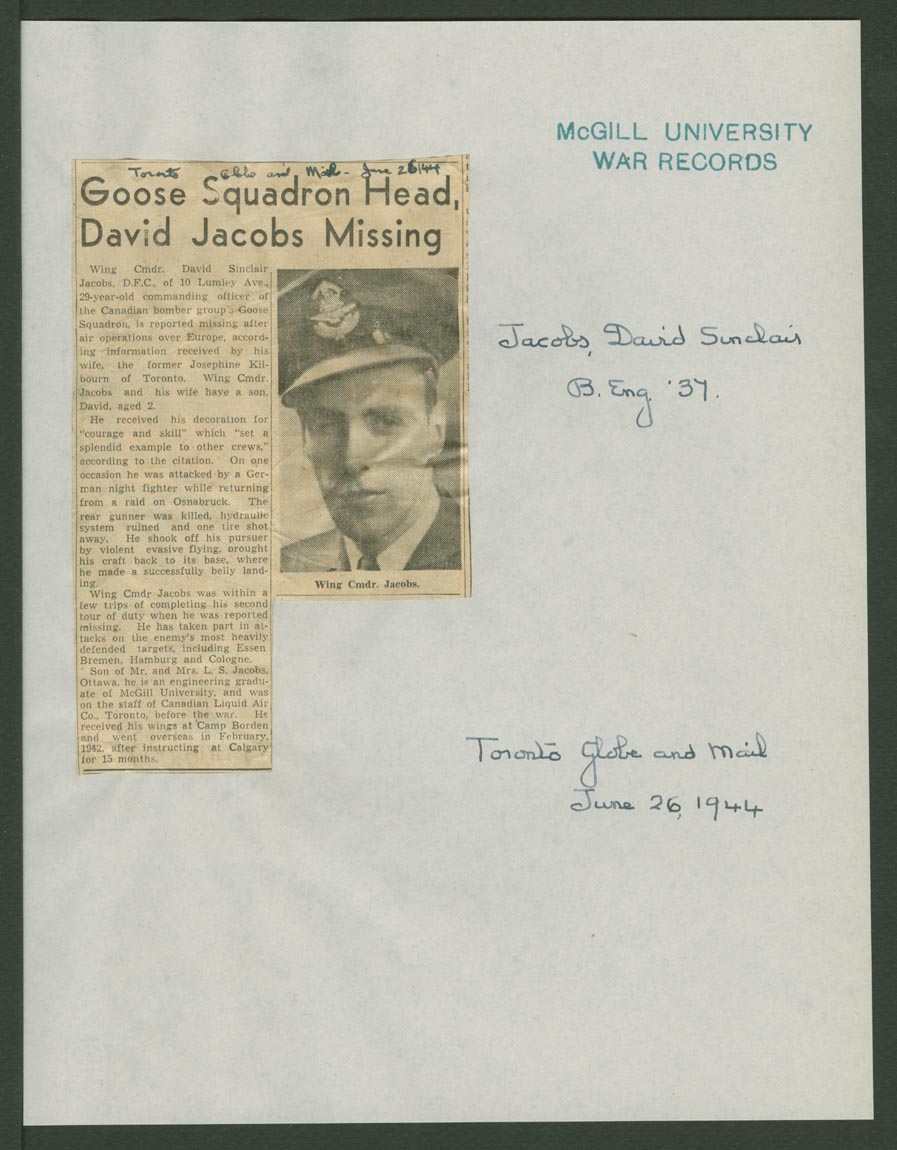 McGILL UNIVERSITY
WAR RECORDS
Toronto Globe and Mail - June 26/44
Goose Squadron Head,
David Jacobs Missing
Wing Cmdr. David Sinclair
Jacobs, D.F.C., of 10 Lumley Ave.,
29-year-old commanding officer of
the Canadian bomber group's Goose
Squadron, is reported missing after
air operations over Europe, accord-
ing information received by his
wife, the former Josephine Kil-
bourn of Toronto. Wing Cmdr.
Jacobs and his wife have a son,
David, aged 2.
He received his decoration for
"courage and skill" which "set a
splendid example to other crews,"
according to the citation. On one
occasion he was attacked by a Ger-
man night fighter while returning
from a raid on Osnabruck. The
rear gunner was killed, hydraulic
system ruined and one tire shot
away. He shook off his pursuer
by violent evasive flying, orought
his craft back to its base, where
he made a successfully belly land-
ing.
Wing Cmdr Jacobs was within a
few trips of completing his second
tour of duty when he was reported
missing. He has taken part in at-
tacks on the enemy's most heavily
defended targets, including Essen
Bremen, Hamburg and Cologne.
Son of Mr. and Mrs. L. S. Jacobs,
Ottawa, he is an engineering gradu-
ate of McGill University, and was
on the staff of Canadian Liquid Air
Co., Toronto, before the war. He
received his wings at Camp Borden
and went overseas in February,
1942, after instructing at Calgary
for 15 months.
Wing Cmdr. Jacobs.
Jacobs, David Sinclair
B. Eng. '37.
Toronto Globe and Mail
June 26, 1944